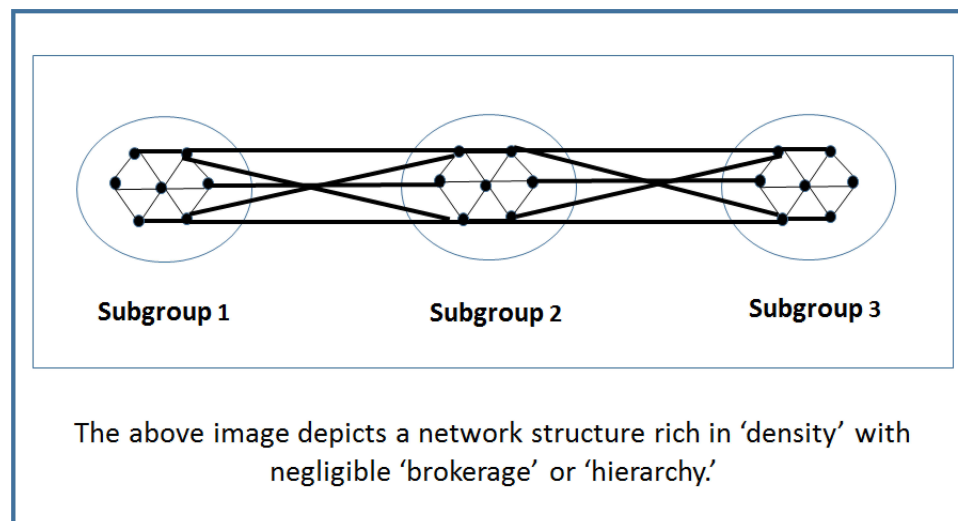 Subgroup 1
Subgroup 2
Subgroup 3
The above image depicts a network structure rich in ‘density’ with
negligible ‘brokerage’ or ‘hierarchy.’